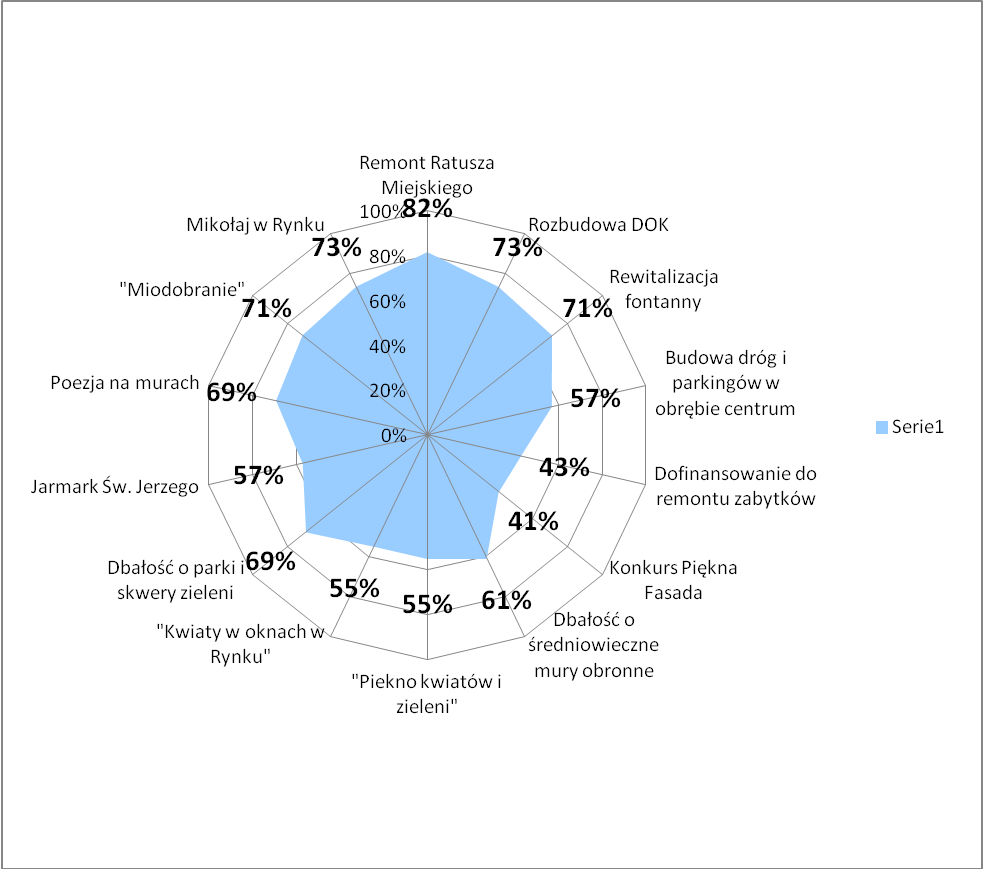 Remont Ratusza
Miejskiego
82%
Rozbudowa DOK
73%
Rewitalizacja
fontanny
71%
Budowa dróg i
parkingów w
obrębie centrum
57%
Dofinansowanie do
remontu zabytków
43%
Konkurs Piękna
Fasada
41%
Dbałość o
średniowieczne
mury obronne
61%
"Piekno kwiatów i
zieleni"
55%
"Kwiaty w oknach w
Rynku"
55%
Dbałość o parki i
skwery zieleni
69%
Jarmark Św. Jerzego
57%
Poezja na murach
69%
"Miodobranie"
71%
Mikołaj w Rynku
73%
100%
80%
60%
40%
20%
0%
Serie1